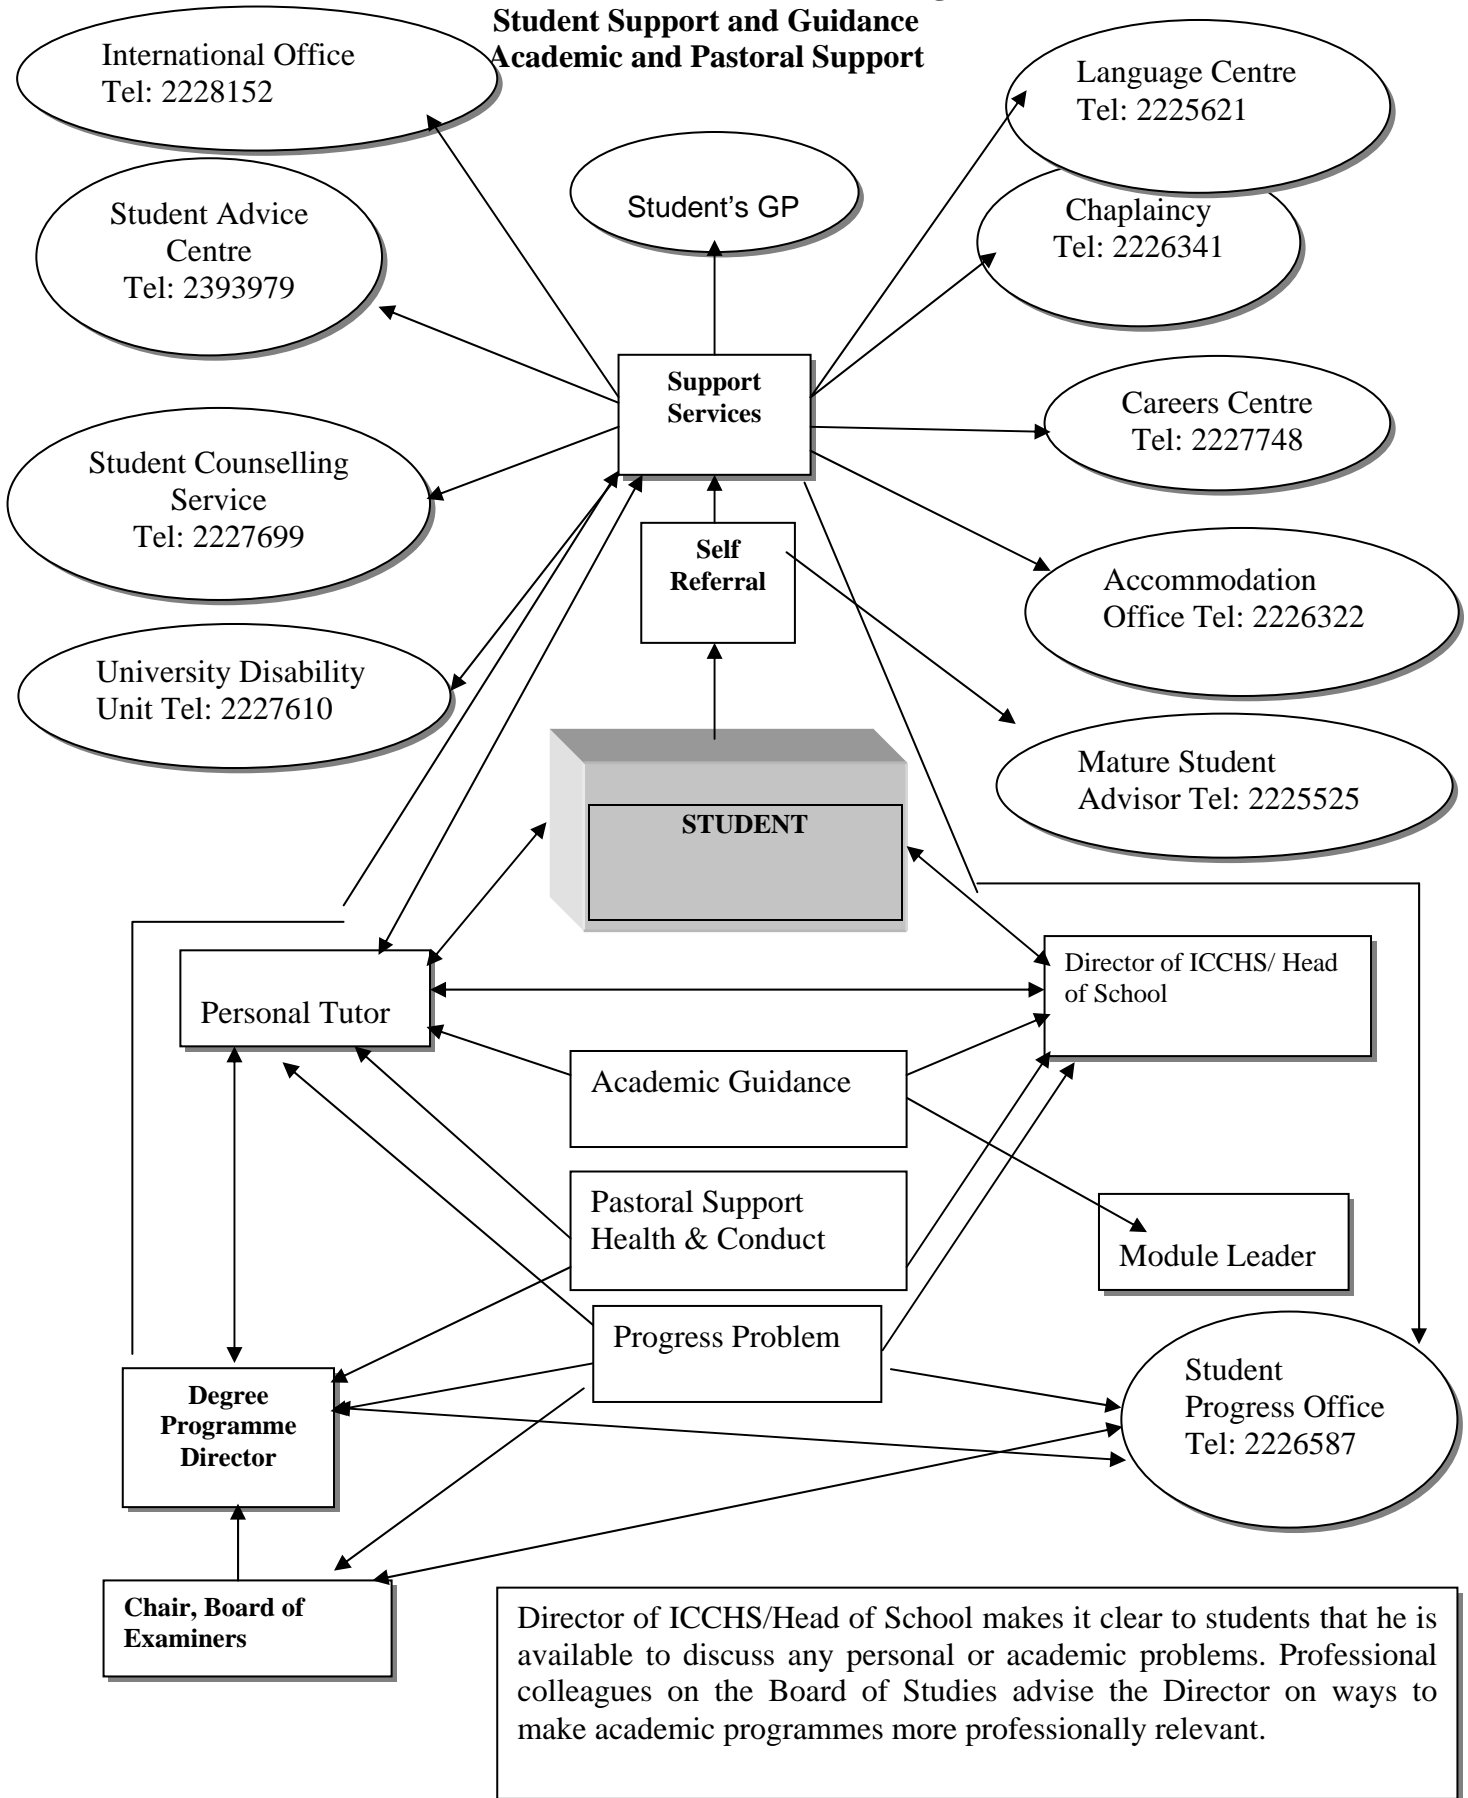 Student Support and Guidance
Academic and Pastoral Support
International Office
Tel: 2228152
Language Centre
Tel: 2225621
Student's GP
Student Advice
Centre
Tel: 2393979
Chaplaincy
Tel: 2226341
Support
Services
Careers Centre
Tel: 2227748
Student Counselling
Service
Tel: 2227699
Self
Referral
Accommodation
Office Tel: 2226322
University Disability
Unit Tel: 2227610
Mature Student
Advisor Tel: 2225525
STUDENT
Personal Tutor
Director of ICCHS/ Head
of School
Academic Guidance
Pastoral Support
Health & Conduct
Module Leader
Progress Problem
Degree
Programme
Director
Student
Progress Office
Tel: 2226587
Chair, Board of
Examiners
Director of ICCHS/Head of School makes it clear to students that he is
available to discuss any personal or academic problems. Professional
colleagues on the Board of Studies advise the Director on ways to
make academic programmes more professionally relevant.